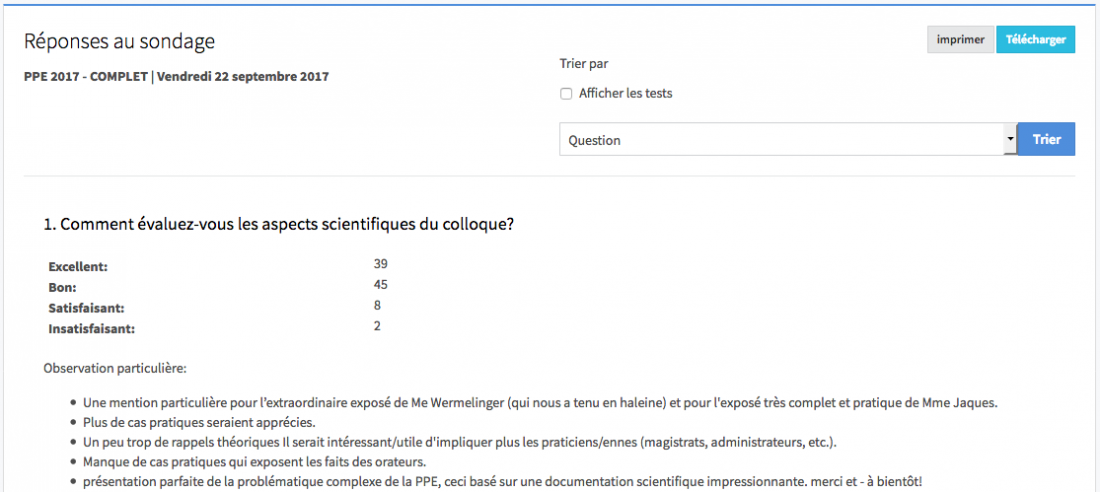 Réponses au sondage
imprimer
Télécharger
PPE 2017 - COMPLET | Vendredi 22 septembre 2017
Trier par
Afficher les tests
Question
Trier
1. Comment évaluez-vous les aspects scientifiques du colloque?
Excellent: 39
Bon: 45
Satisfaisant: 8
Insatisfaisant: 2
Observation particulière:
• Une mention particulière pour l'extraordinaire exposé de Me Wermelinger (qui nous a tenu en haleine) et pour l'exposé très complet et pratique de Mme Jaques.
• Plus de cas pratiques seraient apprécies.
• Un peu trop de rappels théoriques Il serait intéressant/utile d'impliquer plus les praticiens/ennes (magistrats, administrateurs, etc.).
• Manque de cas pratiques qui exposent les faits des orateurs.
• présentation parfaite de la problématique complexe de la PPE, ceci basé sur une documentation scientifique impressionnante. merci et - à bientôt!